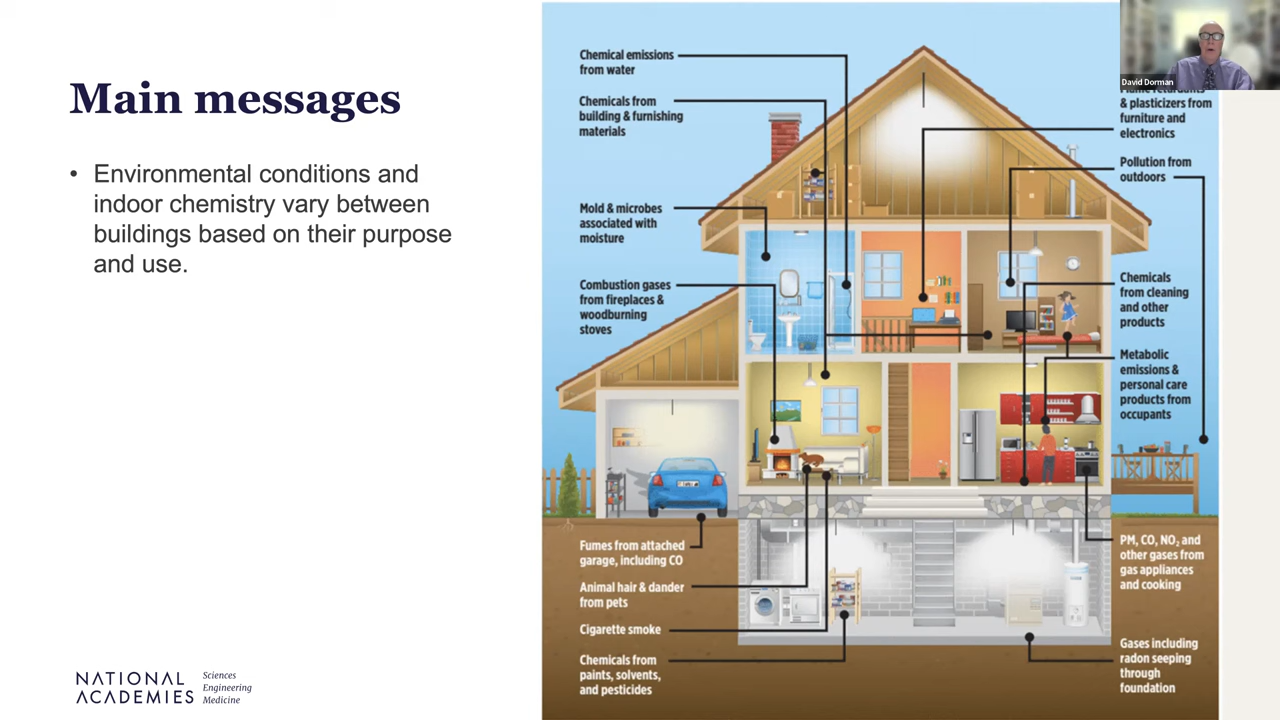 Main messages
• Environmental conditions and
indoor chemistry vary between
buildings based on their purpose
and use.
NATIONAL
ACADEMIES
Sciences
Engineering
Medicine
Chemical emissions
from water
Chemicals from
building & furnishing
materials
Mold & microbes
associated with
moisture
Combustion gases
from fireplaces &
woodburning
stoves
Fumes from attached
garage, including CO
Animal hair & dander
from pets
Cigarette smoke
Chemicals from
paints, solvents,
and pesticides
David Dorman
& plasticizers from
furniture and
electronics
Pollution from
outdoors
Chemicals
from cleaning
and other
products
Metabolic
emissions &
personal care
products from
occupants
PM, CO, NO₂ and
other gases from
gas appliances
and cooking
Gases including
radon seeping
through
foundation